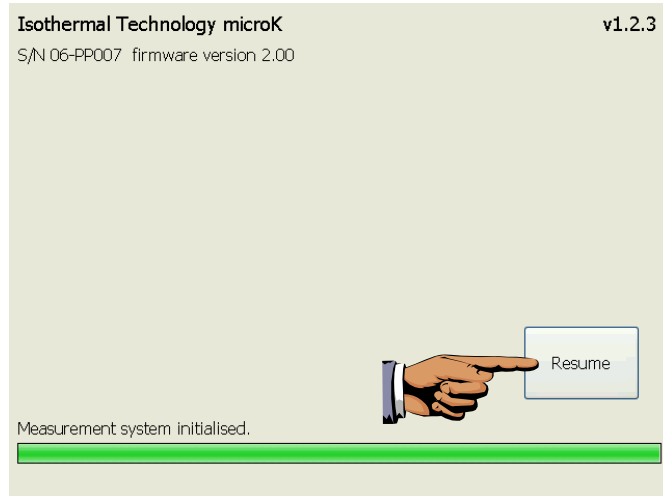 Isothermal Technology microK v1.2.3
S/N 06-PP007 firmware version 2.00
Resume
Measurement system initialised.